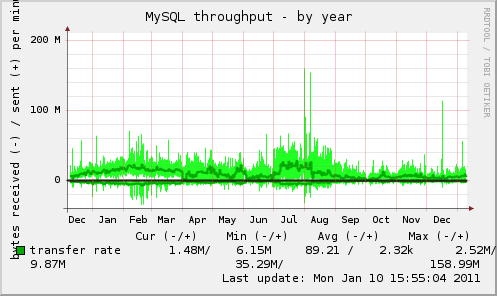 MySQL throughput - by year
RRDTOOL / TOBI OETIKER
bytes received (-) / sent (+) per min
200 M
100 M
0
Dec Jan Feb Mar Apr May Jun Jul Aug Sep Oct Nov Dec
Cur (-/+) Min (-/+) Avg (-/+) Max (-/+)
transfer rate 1.48M/ 6.15M 89.21 / 2.32k 2.52M/
9.87M 35.29M/ 158.99M
Last update: Mon Jan 10 15:55:04 2011